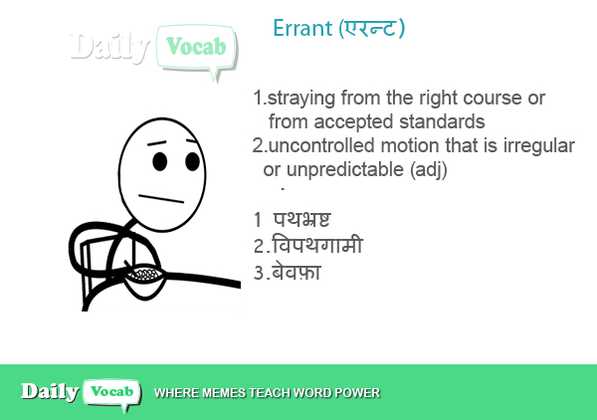 Daily Vocab
Errant (एरन्ट)
1.straying from the right course or
from accepted standards
2.uncontrolled motion that is irregular
or unpredictable (adj)
1 पथभ्रष्ट
2.विपथगामी
3.बेवफ़ा
Daily Vocab WHERE MEMES TEACH WORD POWER